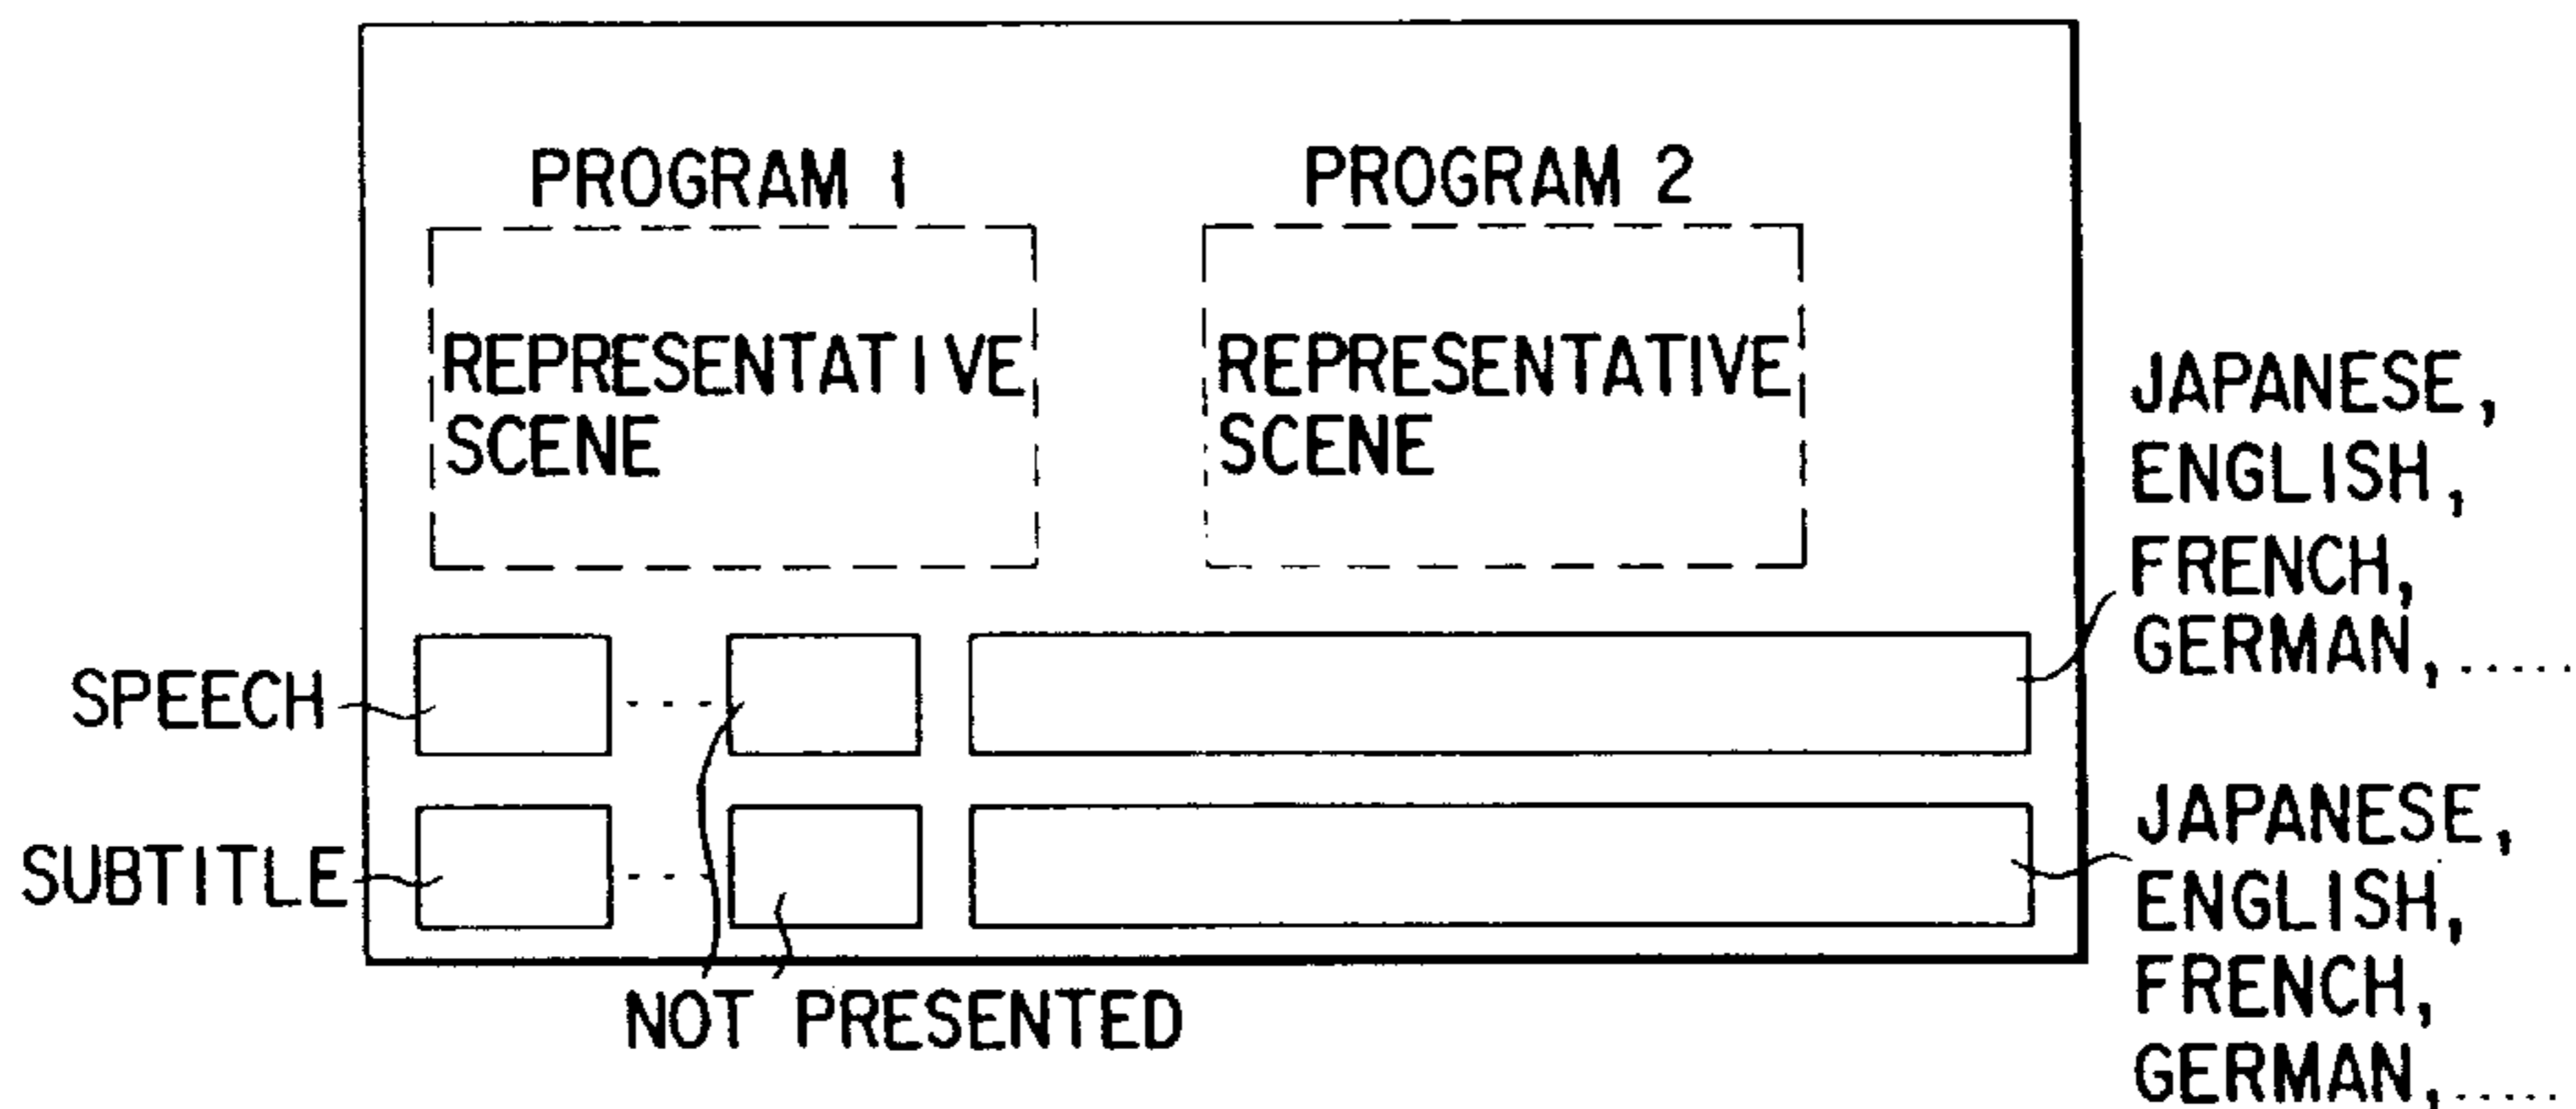 PROGRAM 1
REPRESENTATIVE
SCENE
PROGRAM 2
REPRESENTATIVE
SCENE
JAPANESE,
ENGLISH,
FRENCH,
GERMAN, .....
SPEECH
SUBTITLE
JAPANESE,
ENGLISH,
FRENCH,
GERMAN, .....
NOT PRESENTED